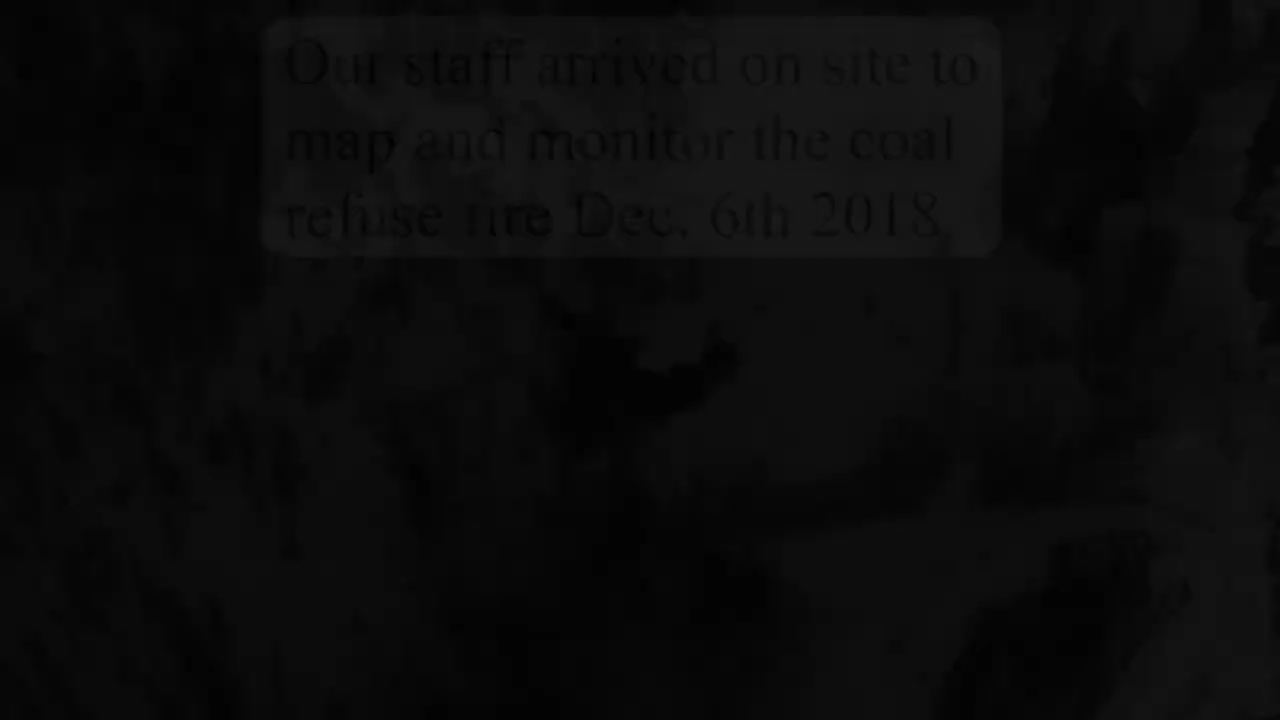 Our staff arrived on site to
map and monitor the coal
refuse fire Dec. 6th 2018